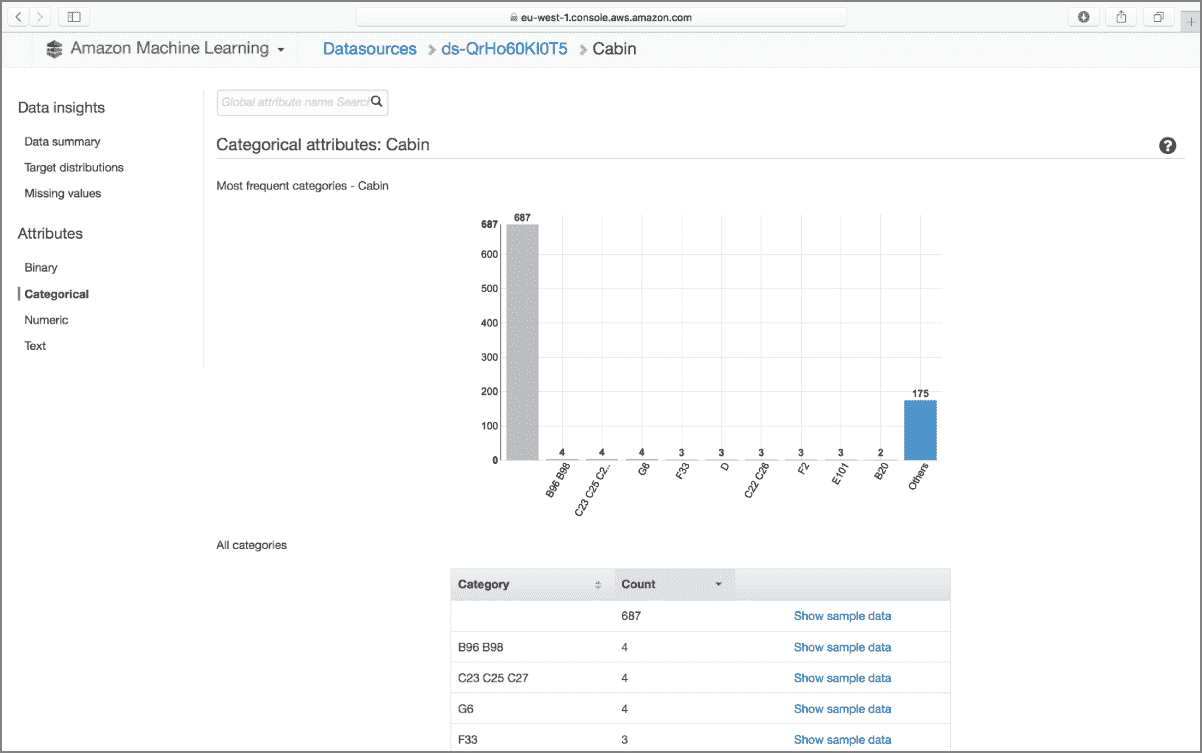 eu-west-1.console.aws.amazon.com
Amazon Machine Learning
Datasources
ds-QrHo60KI0T5
Cabin
Data insights
Data summary
Target distributions
Missing values
Attributes
Binary
Categorical
Numeric
Text
Global attribute name Searc
Categorical attributes: Cabin
?
Most frequent categories - Cabin
687
600
500
400
300
200
100
0
687
4
4
4
3
3
3
3
3
2
175
B96 B98
C23 C25 C2...
G6
F33
D
C22 C26
F2
E101
B20
Others
All categories
Category Count
687 Show sample data
B96 B98 4 Show sample data
C23 C25 C27 4 Show sample data
G6 4 Show sample data
F33 3 Show sample data